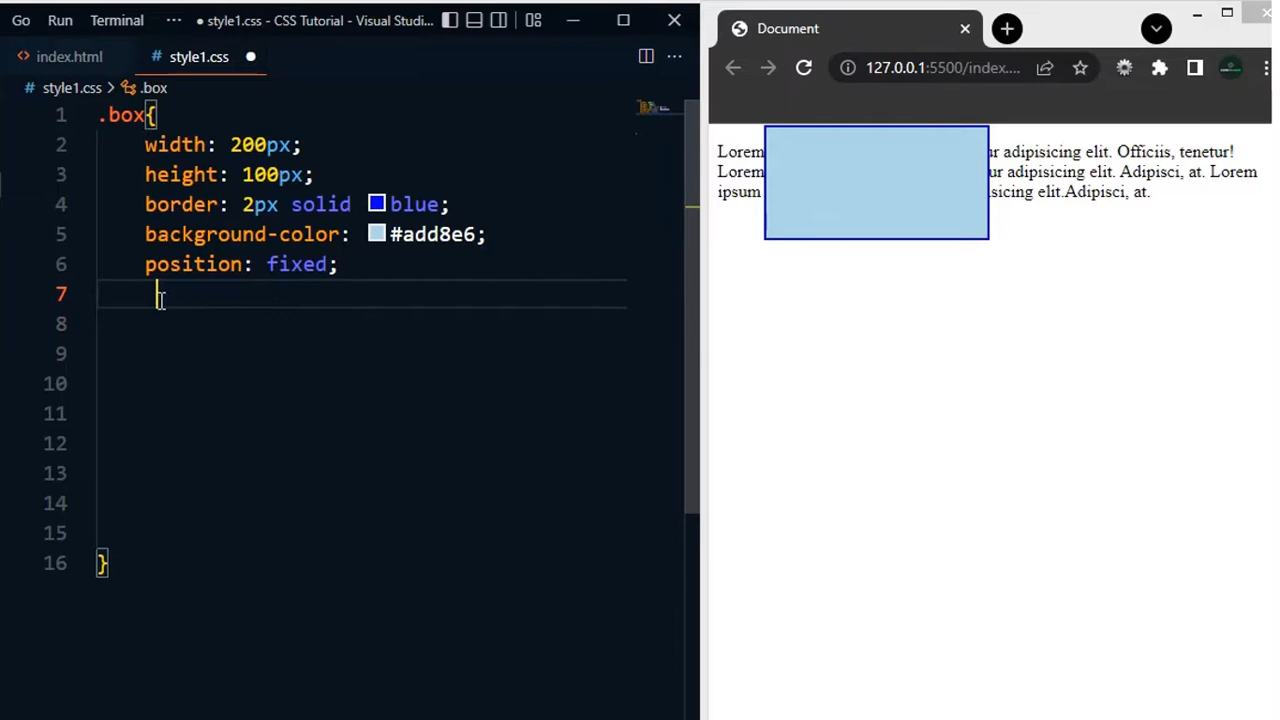 Go Run Terminal ··· ● style1.css - CSS Tutorial - Visual Studi...
index.html # style1.css ●
# style1.css > .box
1 .box{
2 width: 200px;
3 height: 100px;
4 border: 2px solid blue;
5 background-color: #add8e6;
6 position: fixed;
7
8
9
10
11
12
13
14
15
16 }
Document
127.0.0.1:5500/index....
Lorem ur adipisicing elit. Officiis, tenetur!
Lorem ur adipisicing elit. Adipisci, at. Lorem
ipsum isicing elit.Adipisci, at.